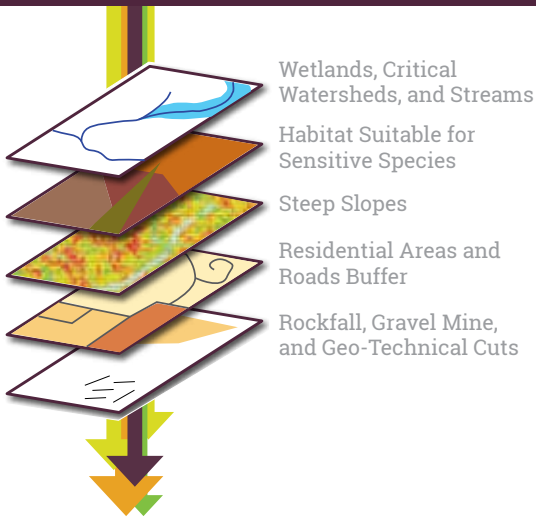 Wetlands, Critical
Watersheds, and Streams
Habitat Suitable for
Sensitive Species
Steep Slopes
Residential Areas and
Roads Buffer
Rockfall, Gravel Mine,
and Geo-Technical Cuts